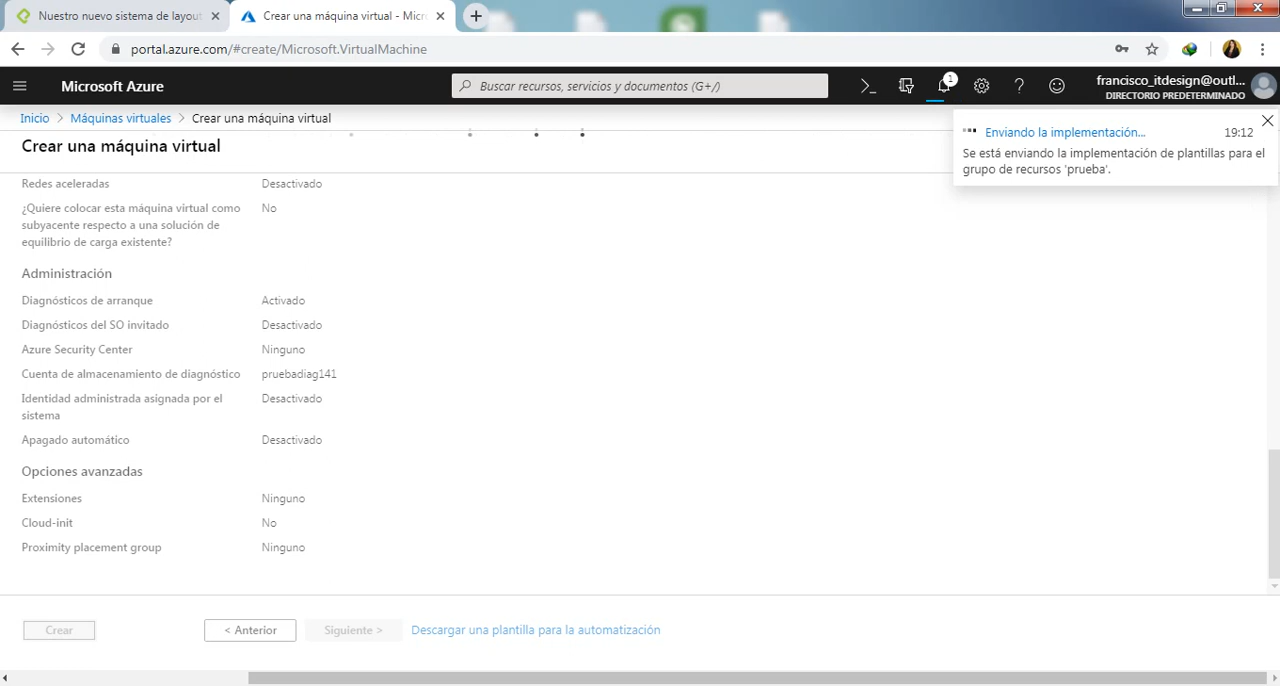 Nuestro nuevo sistema de layout
Crear una máquina virtual - Micr
portal.azure.com/#create/Microsoft.VirtualMachine
Microsoft Azure
Buscar recursos, servicios y documentos (G+/)
1
francisco_itdesign@outl...
DIRECTORIO PREDETERMINADO
Inicio > Máquinas virtuales > Crear una máquina virtual
Crear una máquina virtual
Enviando la implementación... 19:12
Se está enviando la implementación de plantillas para el
grupo de recursos 'prueba'.
Redes aceleradas Desactivado
¿Quiere colocar esta máquina virtual como No
subyacente respecto a una solución de
equilibrio de carga existente?
Administración
Diagnósticos de arranque Activado
Diagnósticos del SO invitado Desactivado
Azure Security Center Ninguno
Cuenta de almacenamiento de diagnóstico pruebadiag141
Identidad administrada asignada por el Desactivado
sistema
Apagado automático Desactivado
Opciones avanzadas
Extensiones Ninguno
Cloud-init No
Proximity placement group Ninguno
Crear
< Anterior
Siguiente >
Descargar una plantilla para la automatización